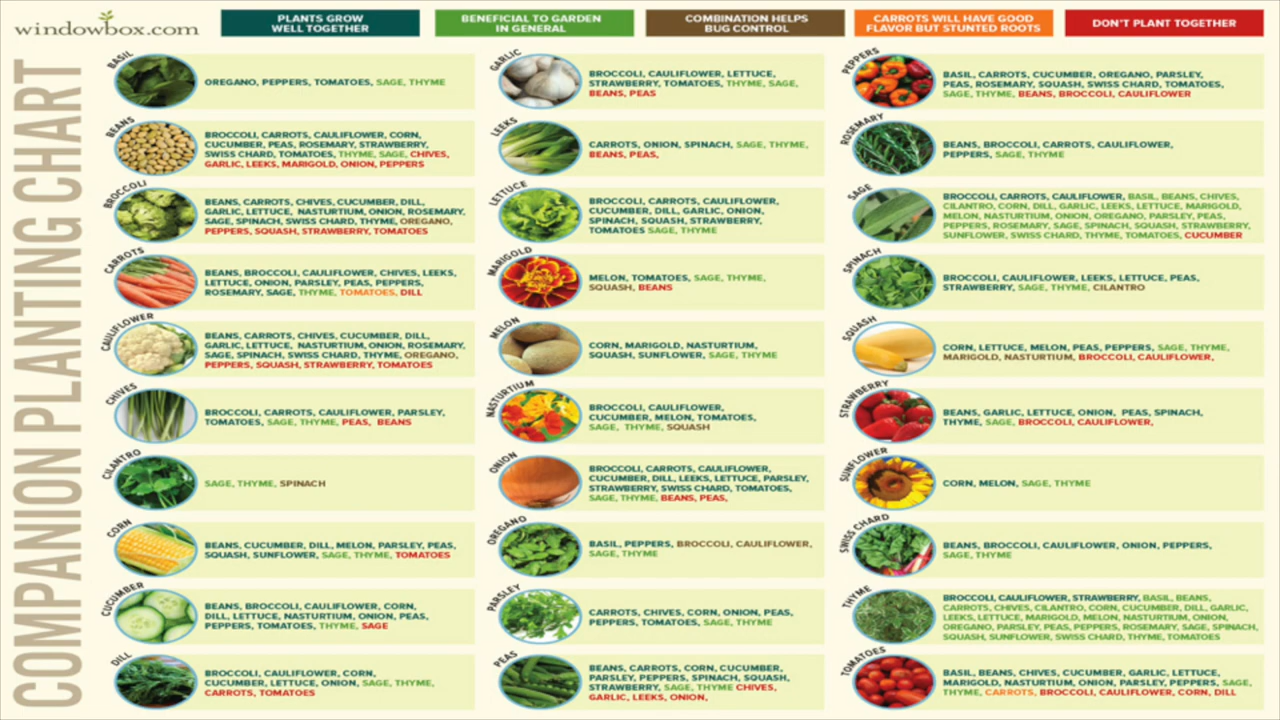 windowbox.com
PLANTS GROW
WELL TOGETHER
BENEFICIAL TO GARDEN
IN GENERAL
COMBINATION HELPS
BUG CONTROL
CARROTS WILL HAVE GOOD
FLAVOR BUT STUNTED ROOTS
DON'T PLANT TOGETHER
COMPANION PLANTING CHART
BASIL
OREGANO, PEPPERS, TOMATOES, SAGE, THYME
BEANS
BROCCOLI, CARROTS, CAULIFLOWER, CORN,
CUCUMBER, PEAS, ROSEMARY, STRAWBERRY,
SWISS CHARD, TOMATOES, THYME, SAGE, CHIVES,
GARLIC, LEEKS, MARIGOLD, ONION, PEPPERS
BROCCOLI
BEANS, CARROTS, CHIVES, CUCUMBER, DILL,
GARLIC, LETTUCE, NASTURTIUM, ONION, ROSEMARY,
SAGE, SPINACH, SWISS CHARD, THYME, OREGANO,
PEPPERS, SQUASH, STRAWBERRY, TOMATOES
CARROTS
BEANS, BROCCOLI, CAULIFLOWER, CHIVES, LEEKS,
LETTUCE, ONION, PARSLEY, PEAS, PEPPERS,
ROSEMARY, SAGE, THYME, TOMATOES, DILL
CAULIFLOWER
BEANS, CARROTS, CHIVES, CUCUMBER, DILL,
GARLIC, LETTUCE, NASTURTIUM, ONION, ROSEMARY,
SAGE, SPINACH, SWISS CHARD, THYME, OREGANO,
PEPPERS, SQUASH, STRAWBERRY, TOMATOES
CHIVES
BROCCOLI, CARROTS, CAULIFLOWER, PARSLEY,
TOMATOES, SAGE, THYME, PEAS, BEANS
CILANTRO
SAGE, THYME, SPINACH
CORN
BEANS, CUCUMBER, DILL, MELON, PARSLEY, PEAS,
SQUASH, SUNFLOWER, SAGE, THYME, TOMATOES
CUCUMBER
BEANS, BROCCOLI, CAULIFLOWER, CORN,
DILL, LETTUCE, NASTURTIUM, ONION, PEAS,
PEPPERS, TOMATOES, THYME, SAGE
DILL
BROCCOLI, CAULIFLOWER, CORN,
CUCUMBER, LETTUCE, ONION, SAGE, THYME,
CARROTS, TOMATOES
GARLIC
BROCCOLI, CAULIFLOWER, LETTUCE,
STRAWBERRY, TOMATOES, THYME, SAGE,
BEANS, PEAS
LEEKS
CARROTS, ONION, SPINACH, SAGE, THYME,
BEANS, PEAS,
LETTUCE
BROCCOLI, CARROTS, CAULIFLOWER,
CUCUMBER, DILL, GARLIC, ONION,
SPINACH, SQUASH, STRAWBERRY,
TOMATOES SAGE, THYME
MARIGOLD
MELON, TOMATOES, SAGE, THYME,
SQUASH, BEANS
MELON
CORN, MARIGOLD, NASTURTIUM,
SQUASH, SUNFLOWER, SAGE, THYME
NASTURTIUM
BROCCOLI, CAULIFLOWER,
CUCUMBER, MELON, TOMATOES,
SAGE, THYME, SQUASH
ONION
BROCCOLI, CARROTS, CAULIFLOWER,
CUCUMBER, DILL, LEEKS, LETTUCE, PARSLEY,
STRAWBERRY, SWISS CHARD, TOMATOES,
SAGE, THYME, BEANS, PEAS,
OREGANO
BASIL, PEPPERS, BROCCOLI, CAULIFLOWER,
SAGE, THYME
PARSLEY
CARROTS, CHIVES, CORN, ONION, PEAS,
PEPPERS, TOMATOES, SAGE, THYME
PEAS
BEANS, CARROTS, CORN, CUCUMBER,
PARSLEY, PEPPERS, SPINACH, SQUASH,
STRAWBERRY, SAGE, THYME CHIVES,
GARLIC, LEEKS, ONION,
PEPPERS
BASIL, CARROTS, CUCUMBER, OREGANO, PARSLEY,
PEAS, ROSEMARY, SQUASH, SWISS CHARD, TOMATOES,
SAGE, THYME, BEANS, BROCCOLI, CAULIFLOWER
ROSEMARY
BEANS, BROCCOLI, CARROTS, CAULIFLOWER,
PEPPERS, SAGE, THYME
SAGE
BROCCOLI, CARROTS, CAULIFLOWER, BASIL, BEANS, CHIVES,
CILANTRO, CORN, DILL, GARLIC, LEEKS, LETTUCE, MARIGOLD,
MELON, NASTURTIUM, ONION, OREGANO, PARSLEY, PEAS,
PEPPERS, ROSEMARY, SAGE, SPINACH, SQUASH, STRAWBERRY,
SUNFLOWER, SWISS CHARD, THYME, TOMATOES, CUCUMBER
SPINACH
BROCCOLI, CAULIFLOWER, LEEKS, LETTUCE, PEAS,
STRAWBERRY, SAGE, THYME, CILANTRO
SQUASH
CORN, LETTUCE, MELON, PEAS, PEPPERS, SAGE, THYME,
MARIGOLD, NASTURTIUM, BROCCOLI, CAULIFLOWER,
STRAWBERRY
BEANS, GARLIC, LETTUCE, ONION, PEAS, SPINACH,
THYME, SAGE, BROCCOLI, CAULIFLOWER,
SUNFLOWER
CORN, MELON, SAGE, THYME
SWISS CHARD
BEANS, BROCCOLI, CAULIFLOWER, ONION, PEPPERS,
SAGE, THYME
THYME
BROCCOLI, CAULIFLOWER, STRAWBERRY, BASIL, BEANS,
CARROTS, CHIVES, CILANTRO, CORN, CUCUMBER, DILL, GARLIC,
LEEKS, LETTUCE, MARIGOLD, MELON, NASTURTIUM, ONION,
OREGANO, PARSLEY, PEAS, PEPPERS, ROSEMARY, SAGE, SPINACH,
SQUASH, SUNFLOWER, SWISS CHARD, THYME, TOMATOES
TOMATOES
BASIL, BEANS, CHIVES, CUCUMBER, GARLIC, LETTUCE,
MARIGOLD, NASTURTIUM, ONION, PARSLEY, PEPPERS, SAGE,
THYME, CARROTS, BROCCOLI, CAULIFLOWER, CORN, DILL